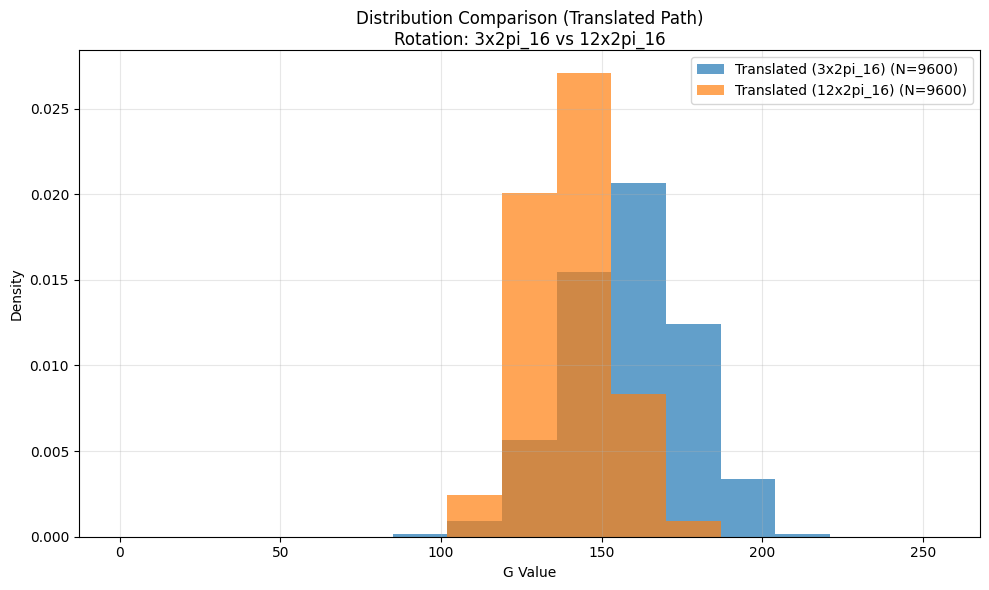 Distribution Comparison (Translated Path)
Rotation: 3x2pi_16 vs 12x2pi_16
Translated (3x2pi_16) (N=9600)
Translated (12x2pi_16) (N=9600)
Density
0.025
0.020
0.015
0.010
0.005
0.000
0 50 100 150 200 250
G Value